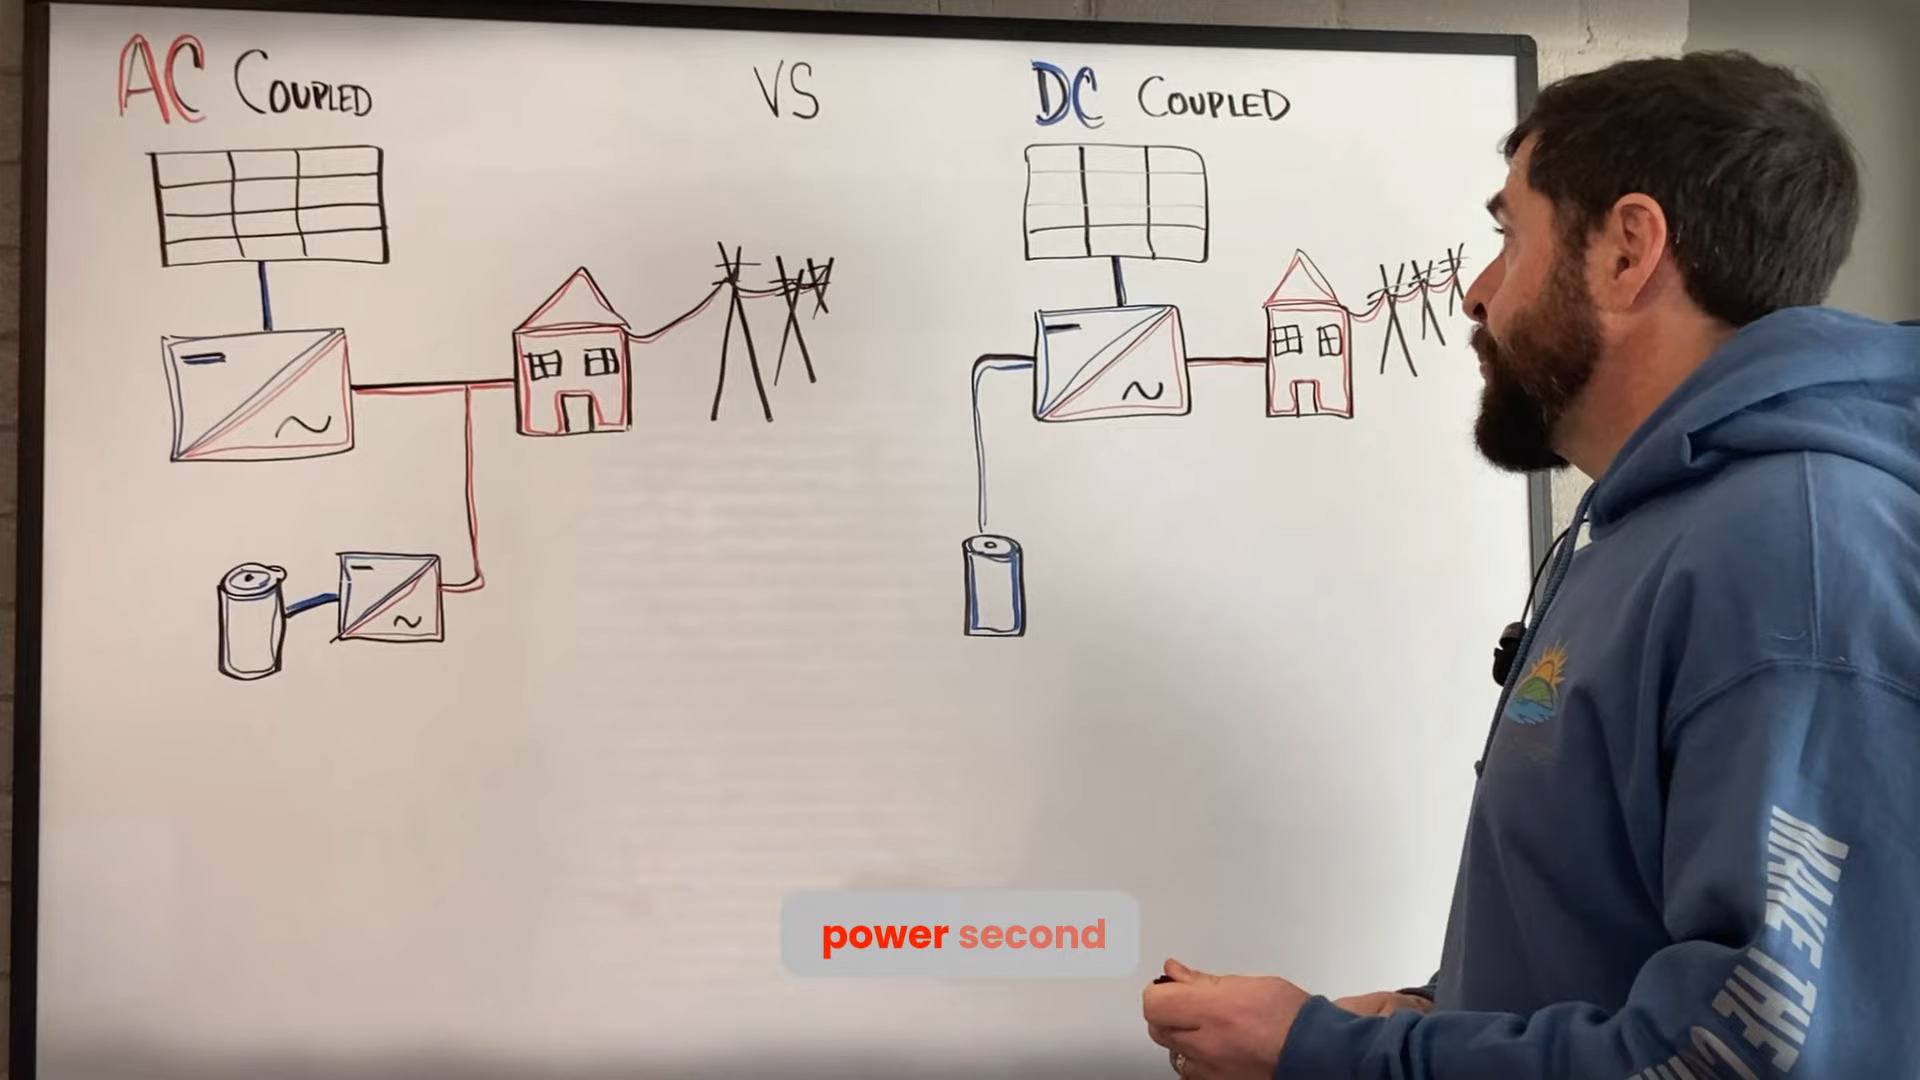 AC COUPLED
VS
DC COUPLED
power second
MAKE THE